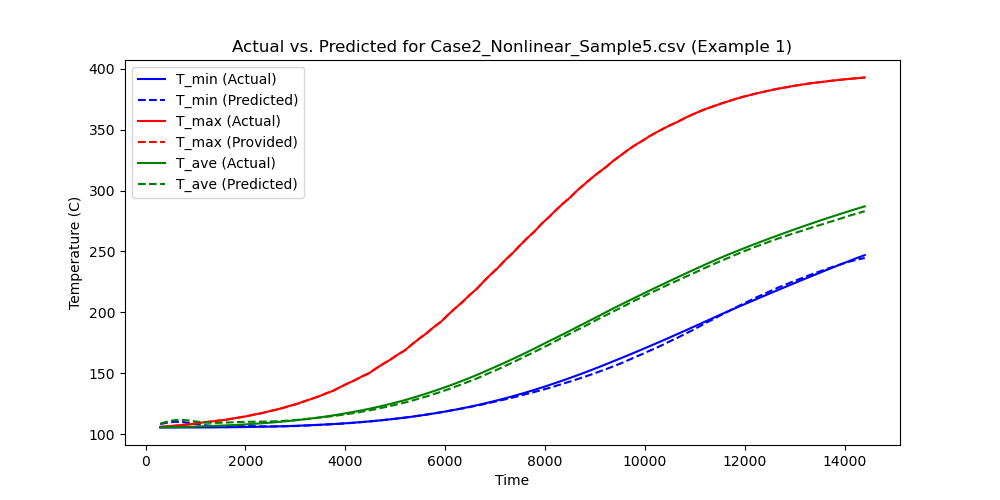 Actual vs. Predicted for Case2_Nonlinear_Sample5.csv (Example 1)
T_min (Actual)
T_min (Predicted)
T_max (Actual)
T_max (Provided)
T_ave (Actual)
T_ave (Predicted)
Temperature (C)
400
350
300
250
200
150
100
0 2000 4000 6000 8000 10000 12000 14000
Time